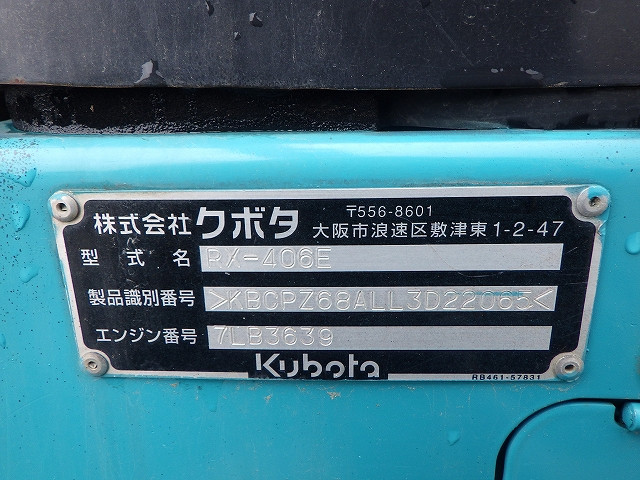 株式会社クボタ 〒556-8601
大阪市浪速区敷津東1-2-47
型式名 RX-406E
製品識別番号 >KBCPZ68ALL3D22065<
エンジン番号 7LB3639
Kubota
RB461-57831